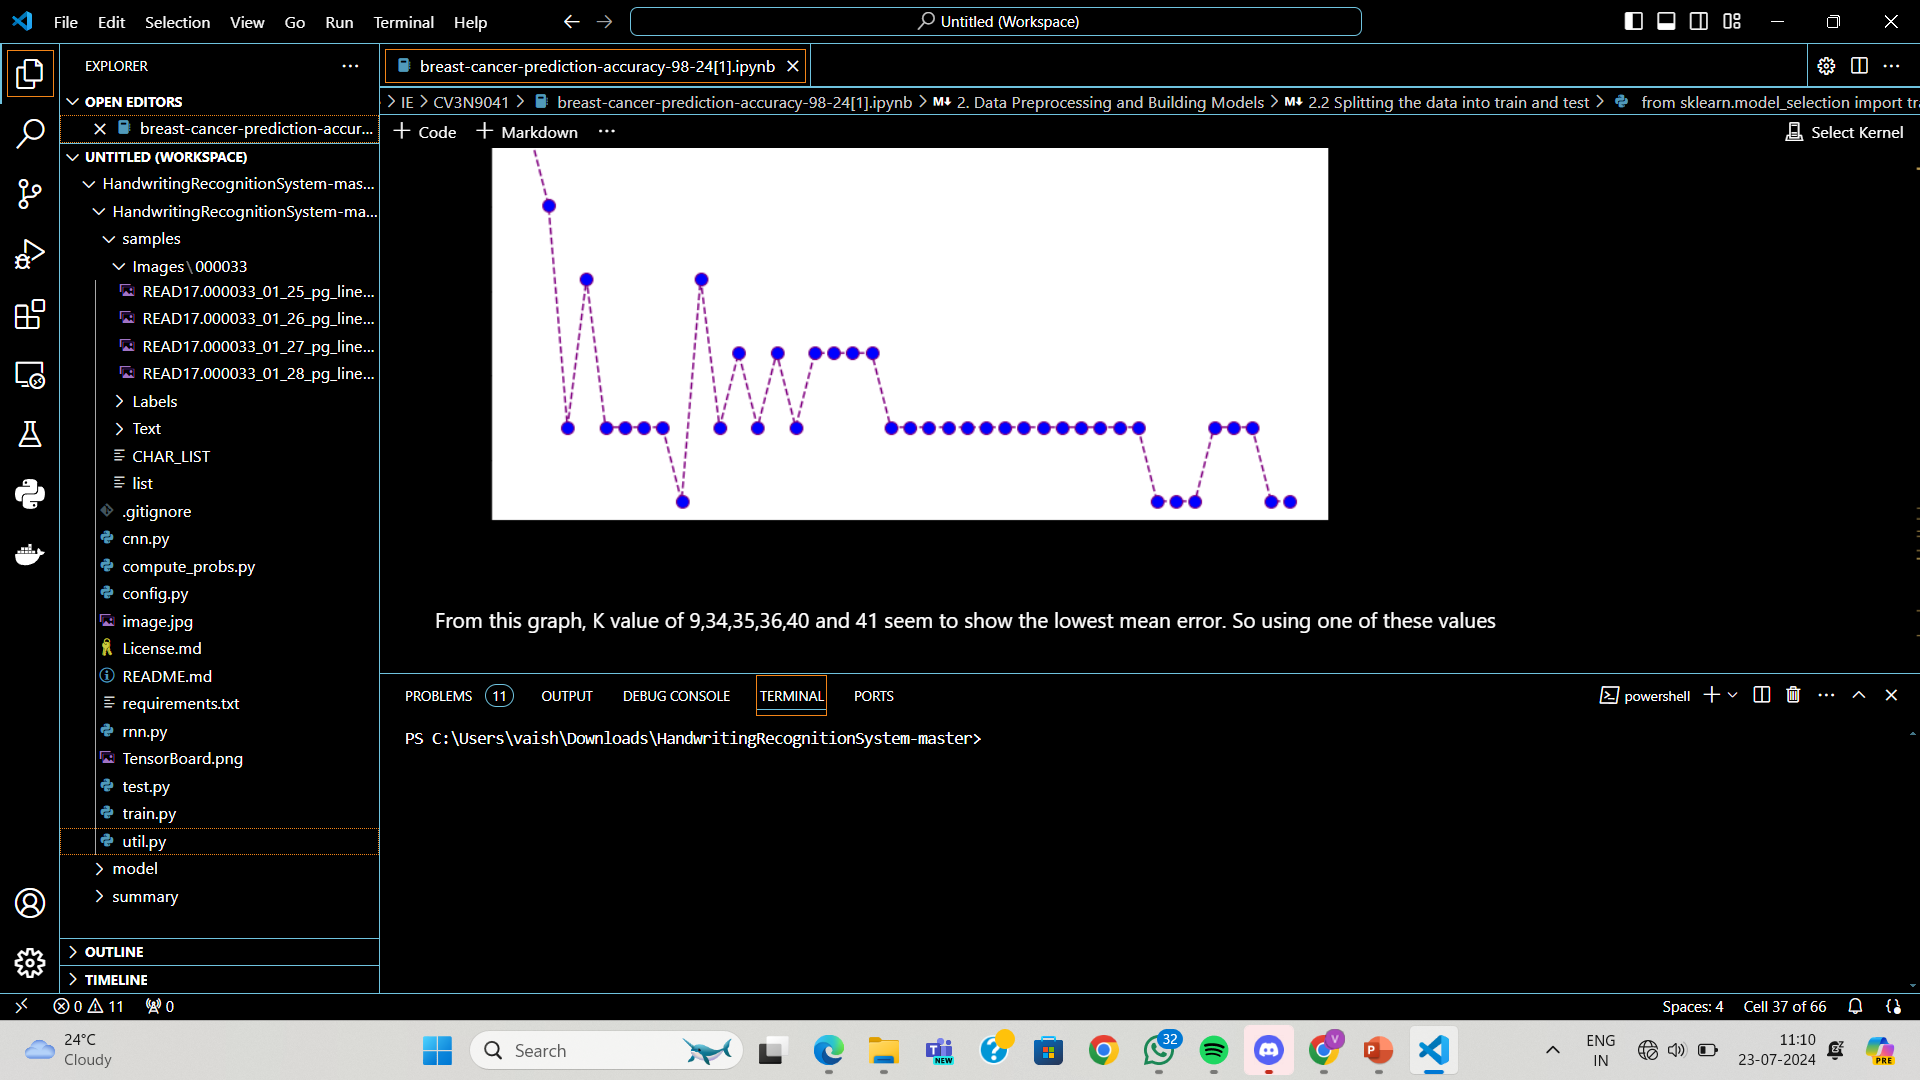 File Edit Selection View Go Run Terminal Help
Untitled (Workspace)
EXPLORER
breast-cancer-prediction-accuracy-98-24[1].ipynb
OPEN EDITORS
breast-cancer-prediction-accur...
IE > CV3N9041 > breast-cancer-prediction-accuracy-98-24[1].ipynb > M↓ 2. Data Preprocessing and Building Models > M↓ 2.2 Splitting the data into train and test > from sklearn.model_selection import tra
+ Code + Markdown ...
Select Kernel
UNTITLED (WORKSPACE)
HandwritingRecognitionSystem-mas...
HandwritingRecognitionSystem-ma...
samples
Images\000033
READ17.000033_01_25_pg_line...
READ17.000033_01_26_pg_line...
READ17.000033_01_27_pg_line...
READ17.000033_01_28_pg_line...
Labels
Text
CHAR_LIST
list
.gitignore
cnn.py
compute_probs.py
config.py
image.jpg
License.md
README.md
requirements.txt
rnn.py
TensorBoard.png
test.py
train.py
util.py
model
summary
OUTLINE
TIMELINE
From this graph, K value of 9,34,35,36,40 and 41 seem to show the lowest mean error. So using one of these values
PROBLEMS 11 OUTPUT DEBUG CONSOLE TERMINAL PORTS
powershell
PS C:\Users\vaish\Downloads\HandwritingRecognitionSystem-master>
0 11 0
Spaces: 4 Cell 37 of 66
24°C
Cloudy
Search
NEW
32
V
P
ENG
IN
11:10
23-07-2024
PRE